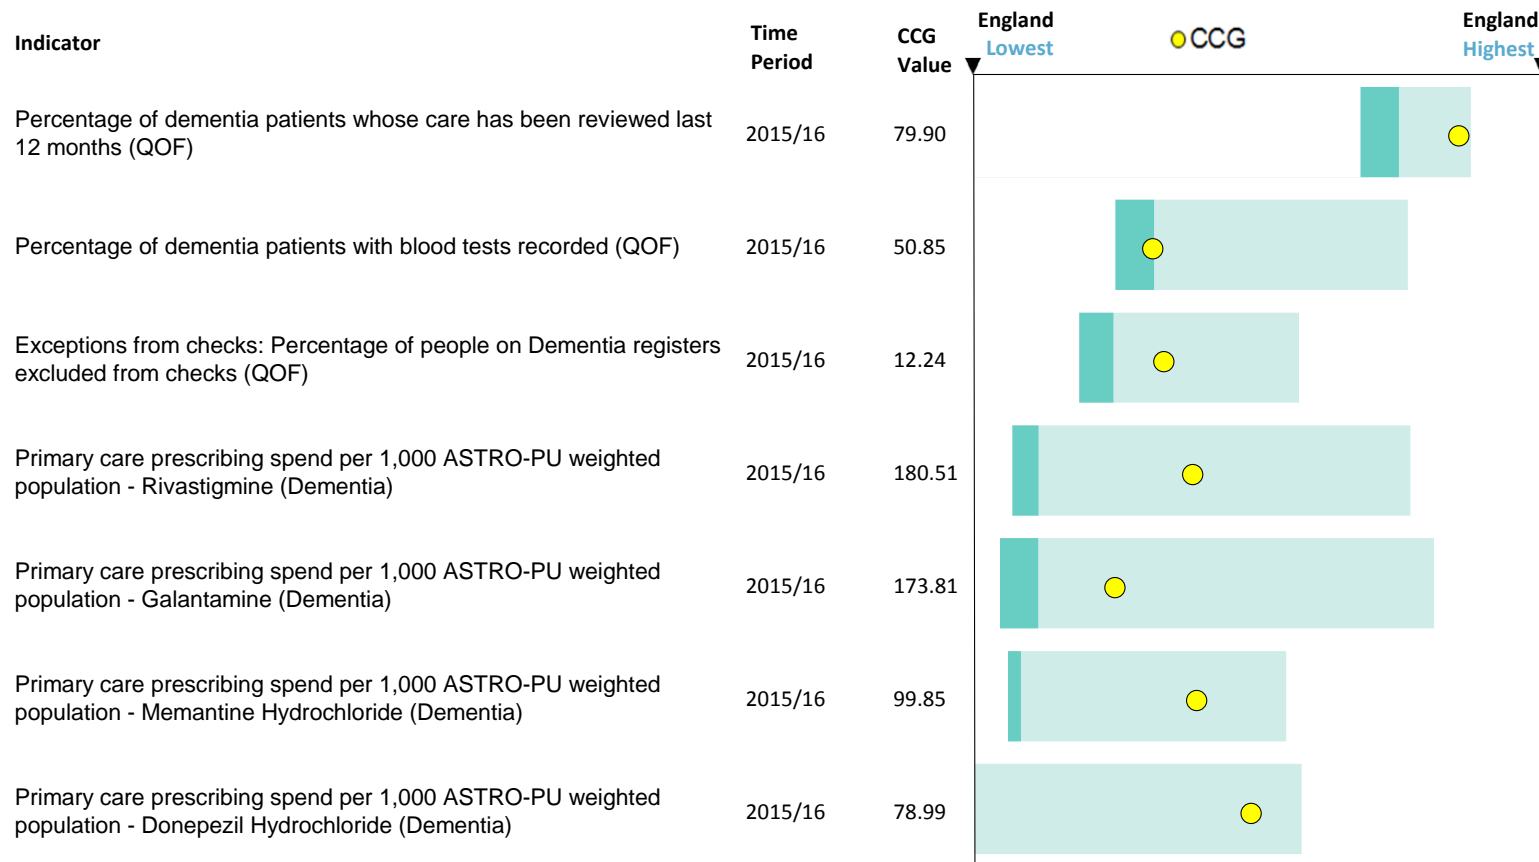 Indicator
Time
Period
CCG
Value
England
Lowest
CCG
England
Highest
Percentage of dementia patients whose care has been reviewed last
12 months (QOF)
2015/16
79.90
Percentage of dementia patients with blood tests recorded (QOF)
2015/16
50.85
Exceptions from checks: Percentage of people on Dementia registers
excluded from checks (QOF)
2015/16
12.24
Primary care prescribing spend per 1,000 ASTRO-PU weighted
population - Rivastigmine (Dementia)
2015/16
180.51
Primary care prescribing spend per 1,000 ASTRO-PU weighted
population - Galantamine (Dementia)
2015/16
173.81
Primary care prescribing spend per 1,000 ASTRO-PU weighted
population - Memantine Hydrochloride (Dementia)
2015/16
99.85
Primary care prescribing spend per 1,000 ASTRO-PU weighted
population - Donepezil Hydrochloride (Dementia)
2015/16
78.99